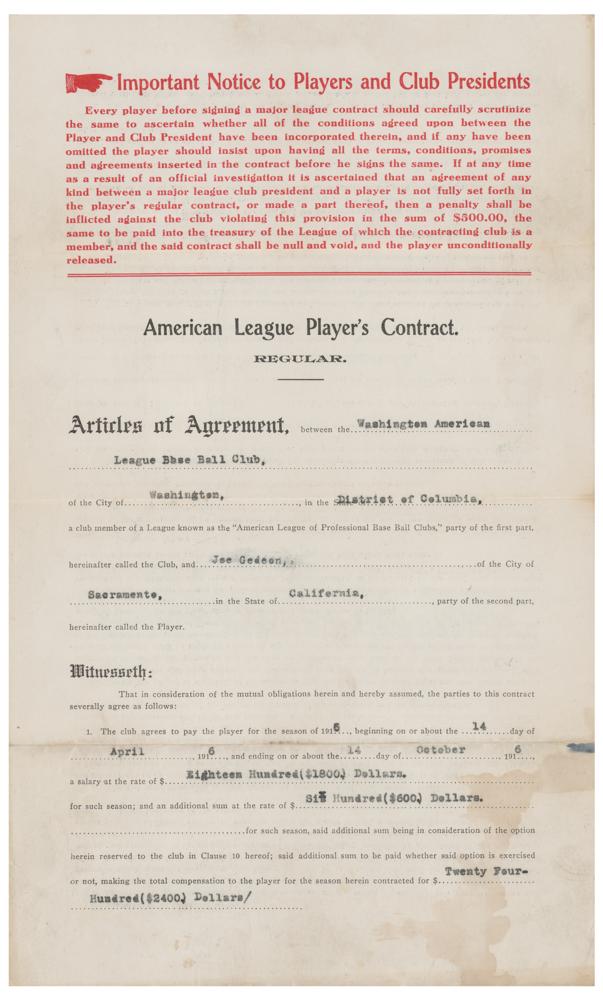 Important Notice to Players and Club Presidents
Every player before signing a major league contract should carefully scrutinize
the same to ascertain whether all of the conditions agreed upon between the
Player and Club President have been incorporated therein, and if any have been
omitted the player should insist upon having all the terms, conditions, promises
and agreements inserted in the contract before he signs the same. If at any time
as a result of an official investigation it is ascertained that an agreement of any
kind between a major league club president and a player is not fully set forth in
the player's regular contract, or made a part thereof, then a penalty shall be
inflicted against the club violating this provision in the sum of $500.00, the
same to be paid into the treasury of the League of which the contracting club is a
member, and the said contract shall be null and void, and the player unconditionally
released.
American League Player's Contract.
REGULAR.
Articles of Agreement, between the Washington American
League Base Ball Club,
of the City of Washington, , in the District of Columbia,
a club member of a League known as the "American League of Professional Base Ball Clubs," party of the first part,
hereinafter called the Club, and Joe Gedeon, of the City of
Sacramento, in the State of California, , party of the second part,
hereinafter called the Player.
Witnesseth:
That in consideration of the mutual obligations herein and hereby assumed, the parties to this contract
severally agree as follows:
1. The club agrees to pay the player for the season of 1916, beginning on or about the 14 day of
April , 1916, and ending on or about the 14 day of October , 1916,
a salary at the rate of $ Eighteen Hundred($1800) Dollars.
for such season; and an additional sum at the rate of $ Six Hundred($600) Dollars.
for such season, said additional sum being in consideration of the option
herein reserved to the club in Clause 10 hereof; said additional sum to be paid whether said option is exercised
or not, making the total compensation to the player for the season herein contracted for $ Twenty Four-
Hundred($2400) Dollars/